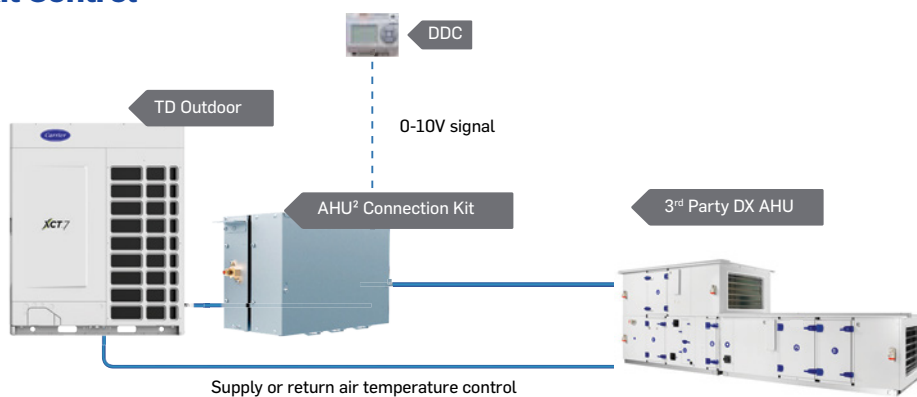 DDC
TD Outdoor
0-10V signal
Carrier
XCT7
AHU² Connection Kit
3rd Party DX AHU
Supply or return air temperature control